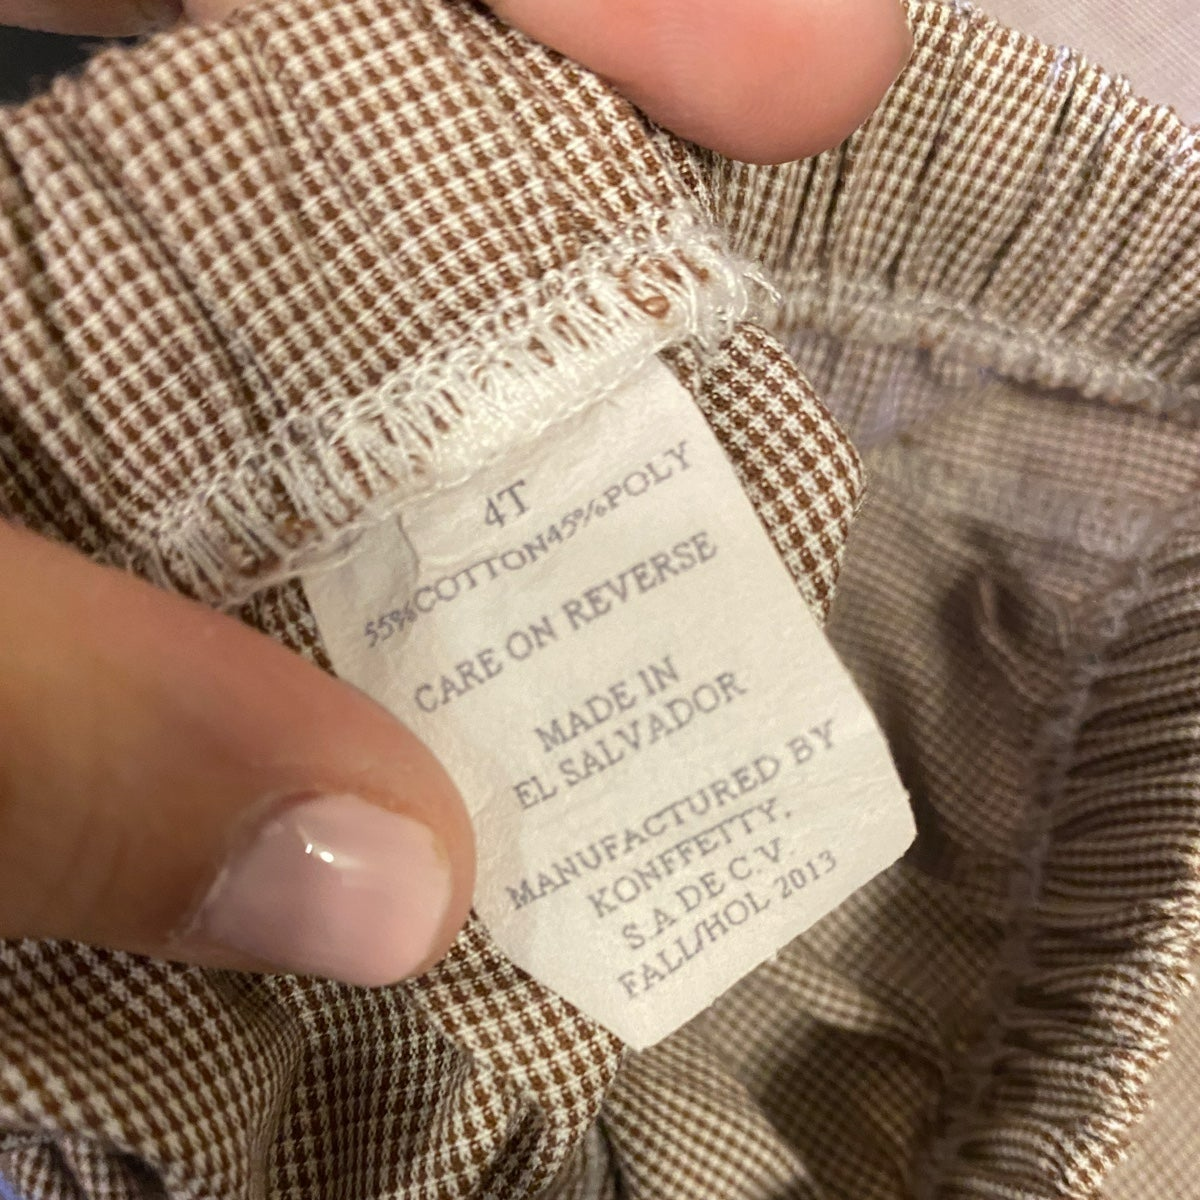 4T
55%COTTON45%POLY
CARE ON REVERSE
MADE IN
EL SALVADOR
MANUFACTURED BY
KONFFETTY,
S.A DE C.V.
FALL/HOL 2013